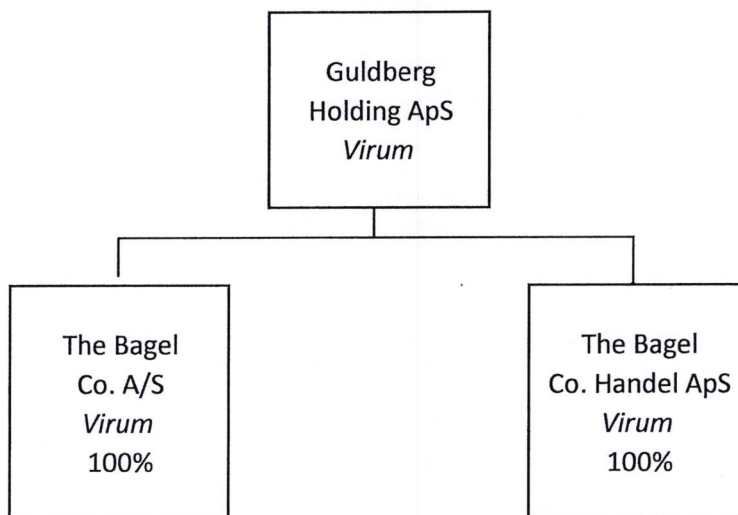 Guldberg
Holding ApS
Virum
The Bagel
Co. A/S
Virum
100%
The Bagel
Co. Handel ApS
Virum
100%